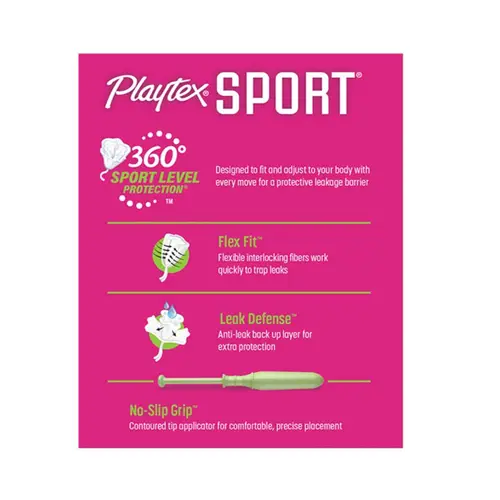 Playtex® SPORT®
360°
SPORT LEVEL
PROTECTION®
™
Designed to fit and adjust to your body with
every move for a protective leakage barrier
Flex Fit™
Flexible interlocking fibers work
quickly to trap leaks
Leak Defense™
Anti-leak back up layer for
extra protection
No-Slip Grip™
Contoured tip applicator for comfortable, precise placement